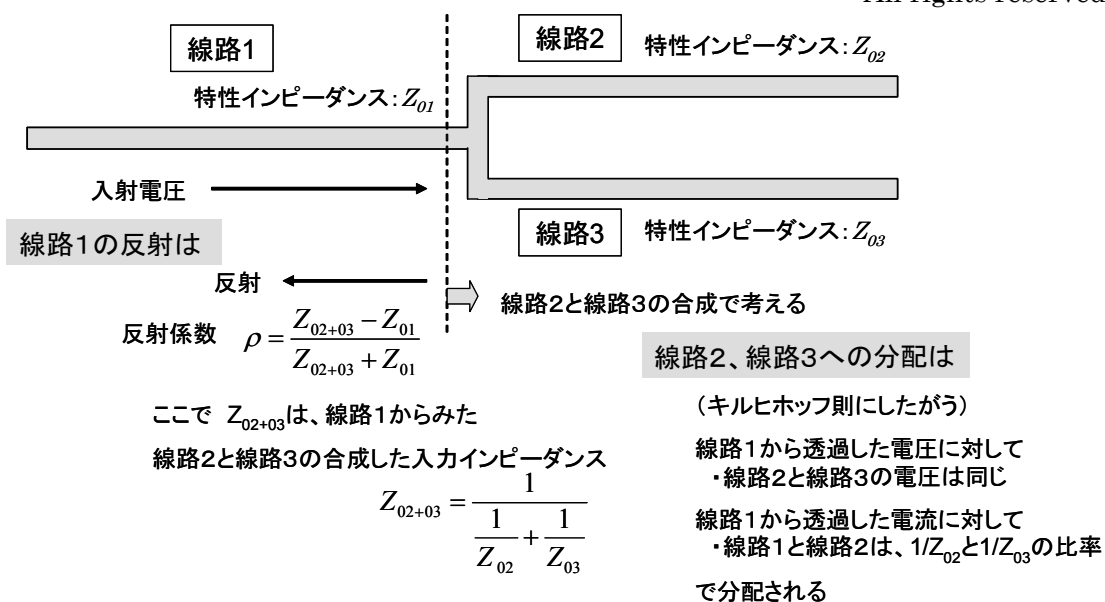 All rights reserved
線路1
線路2
特性インピーダンス:Z02
特性インピーダンス:Z01
入射電圧
線路3
特性インピーダンス:Z03
線路1の反射は
反射
線路2と線路3の合成で考える
反射係数 ρ = (Z02+03 − Z01) / (Z02+03 + Z01)
ここで Z02+03は、線路1からみた
線路2と線路3の合成した入力インピーダンス
Z02+03 = 1 / (1/Z02 + 1/Z03)
線路2、線路3への分配は
(キルヒホッフ則にしたがう)
線路1から透過した電圧に対して
・線路2と線路3の電圧は同じ
線路1から透過した電流に対して
・線路1と線路2は、1/Z02と1/Z03の比率
で分配される